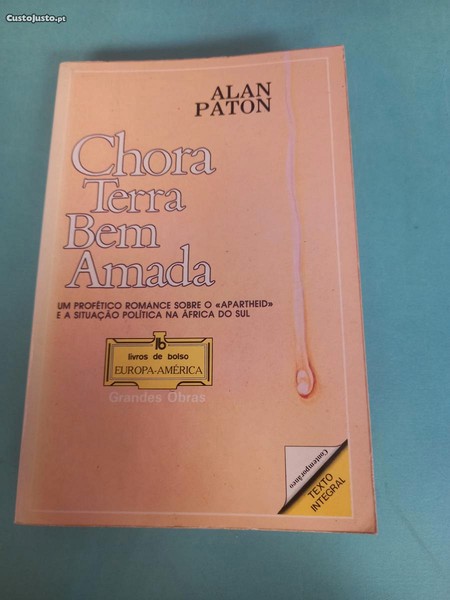 CustoJusto.pt
ALAN
PATON
Chora
Terra
Bem
Amada
UM PROFÉTICO ROMANCE SOBRE O «APARTHEID»
E A SITUAÇÃO POLÍTICA NA ÁFRICA DO SUL
lb
livros de bolso
EUROPA-AMÉRICA
Grandes Obras
Contemporâneo
TEXTO
INTEGRAL